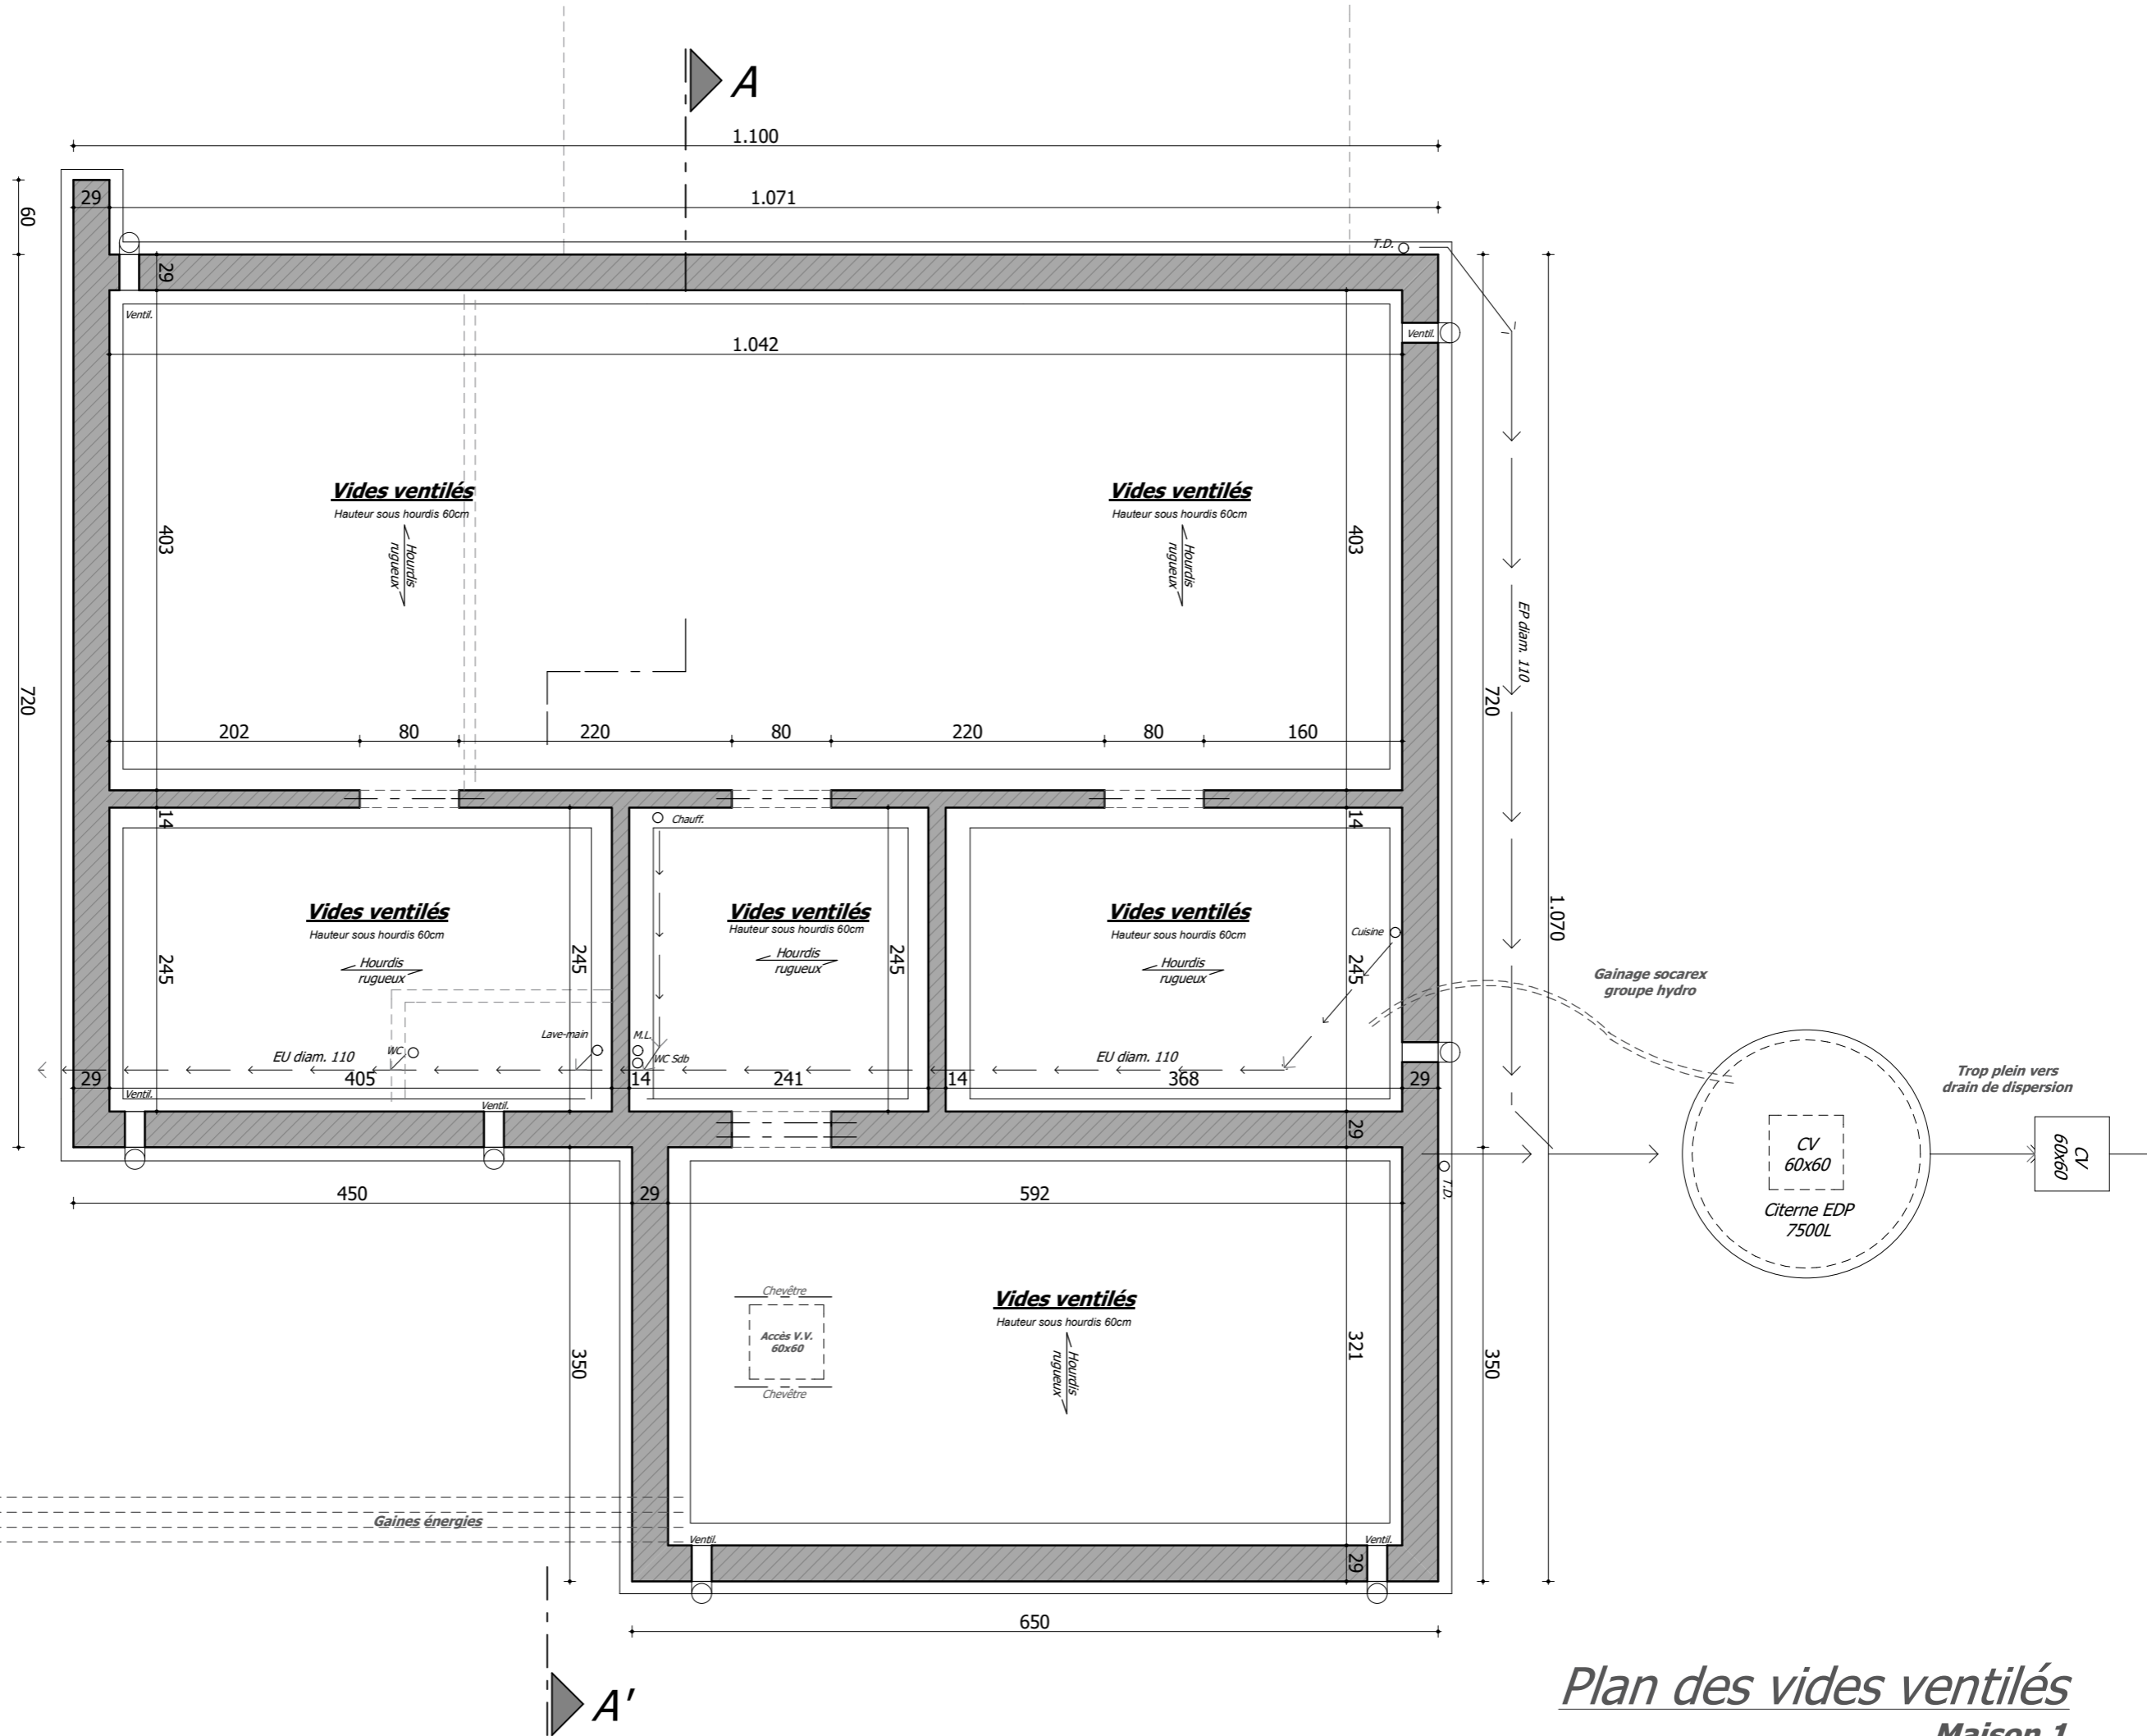 A
1.100
29
1.071
60
T.D.
29
Ventil.
Ventil.
1.042
Vides ventilés
Hauteur sous hourdis 60cm
Hourdis
rugueux
Vides ventilés
Hauteur sous hourdis 60cm
Hourdis
rugueux
403
403
EP diam. 110
720
720
202
80
220
80
220
80
160
14
Chauff.
14
1.070
Vides ventilés
Hauteur sous hourdis 60cm
Hourdis
rugueux
Vides ventilés
Hauteur sous hourdis 60cm
Hourdis
rugueux
Vides ventilés
Hauteur sous hourdis 60cm
Hourdis
rugueux
Cuisine
245
245
245
245
Gainage socarex
groupe hydro
Lave-main
M.L.
WC
WC Sdb
EU diam. 110
EU diam. 110
29
405
14
241
14
368
29
Ventil.
Ventil.
29
Trop plein vers
drain de dispersion
CV
60x60
Citerne EDP
7500L
CV
60x60
T.D.
450
29
592
Chevêtre
Accès V.V.
60x60
Chevêtre
Vides ventilés
Hauteur sous hourdis 60cm
Hourdis
rugueux
350
321
350
Gaines énergies
Ventil.
Ventil.
29
650
A'
Plan des vides ventilés
Maison 1